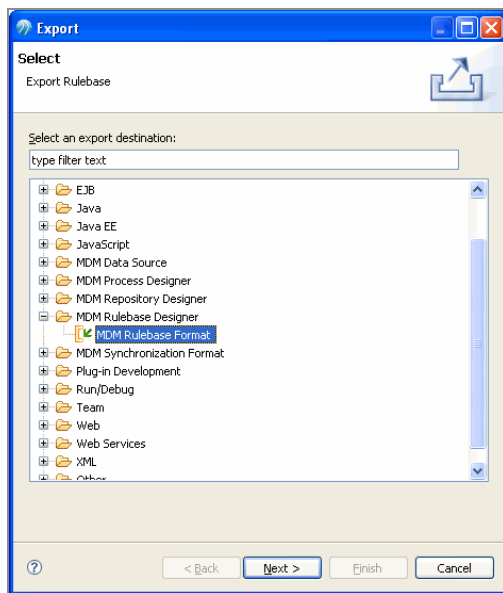 Export
Select
Export Rulebase
Select an export destination:
type filter text
EJB
Java
Java EE
JavaScript
MDM Data Source
MDM Process Designer
MDM Repository Designer
MDM Rulebase Designer
MDM Rulebase Format
MDM Synchronization Format
Plug-in Development
Run/Debug
Team
Web
Web Services
XML
Other
? < Back Next > Finish Cancel